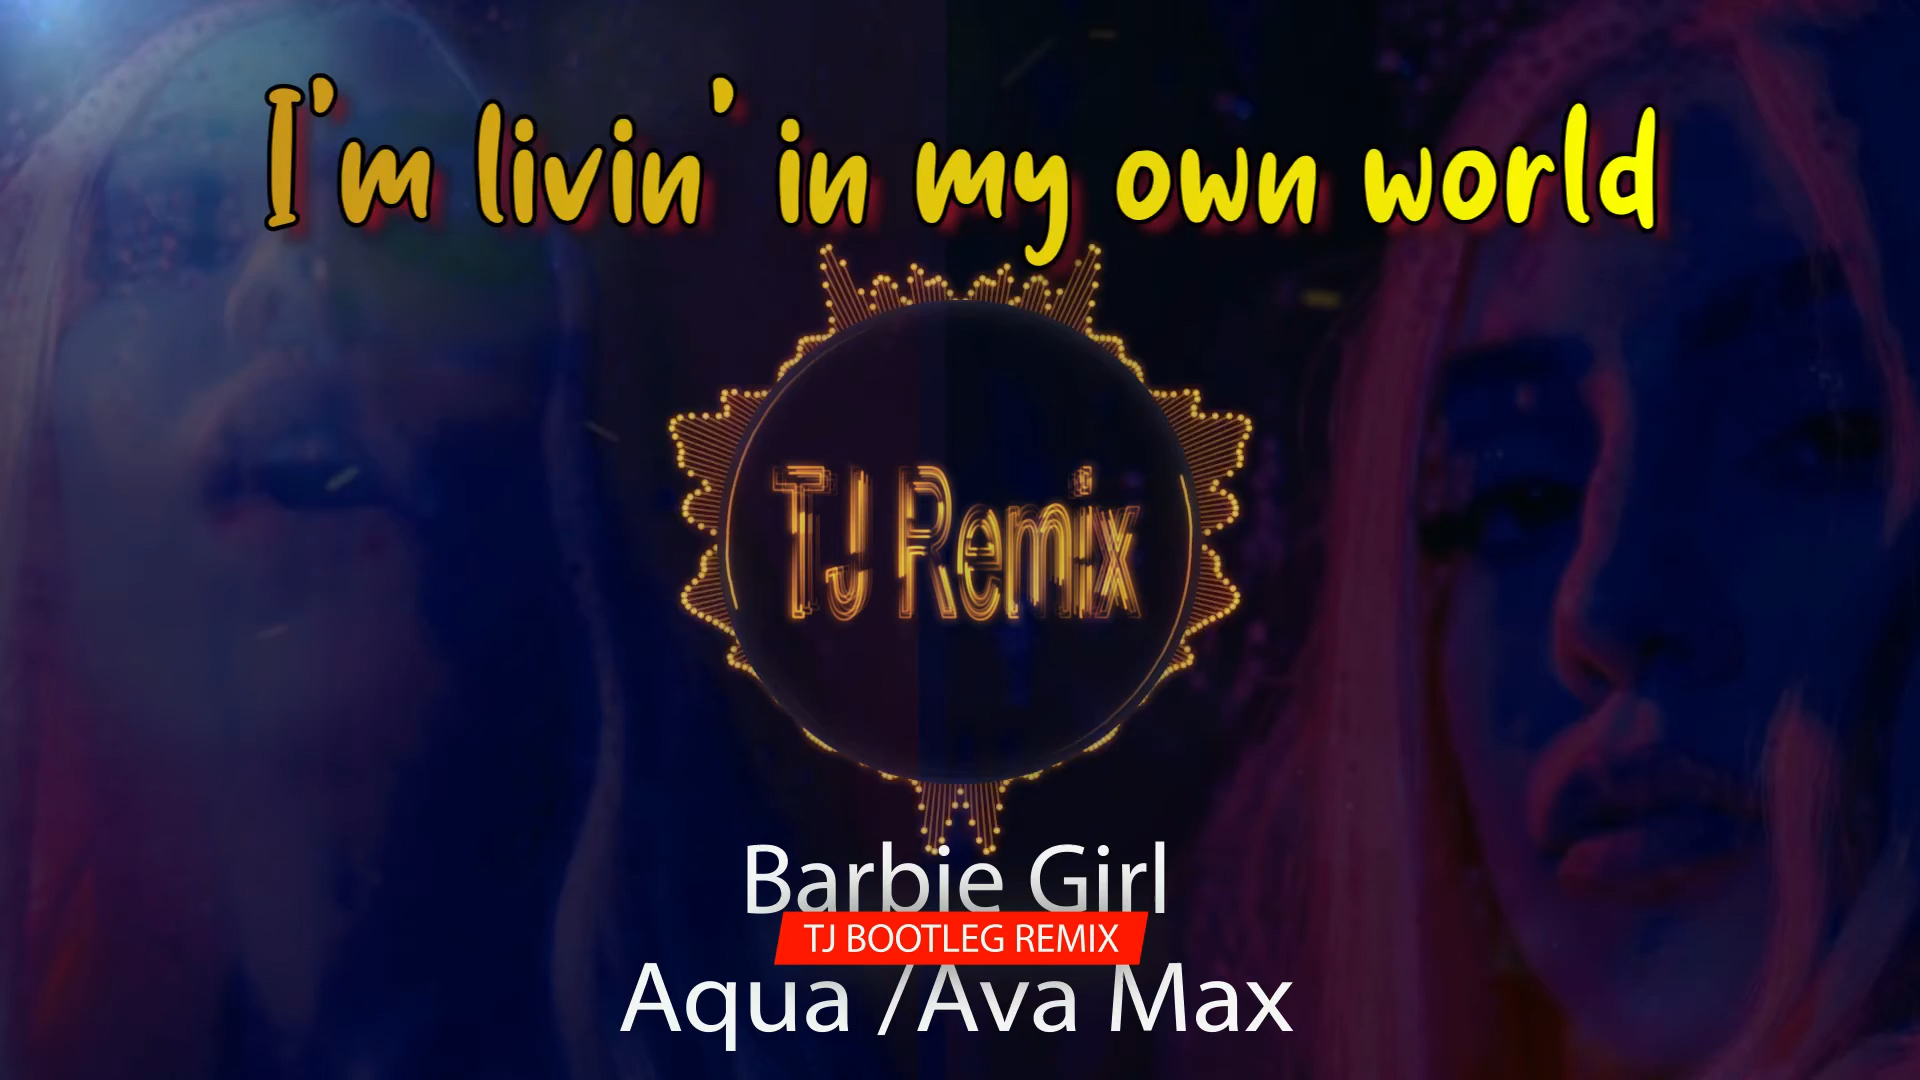 I'm livin' in my own world
TJ Remix
Barbie Girl
TJ BOOTLEG REMIX
Aqua /Ava Max